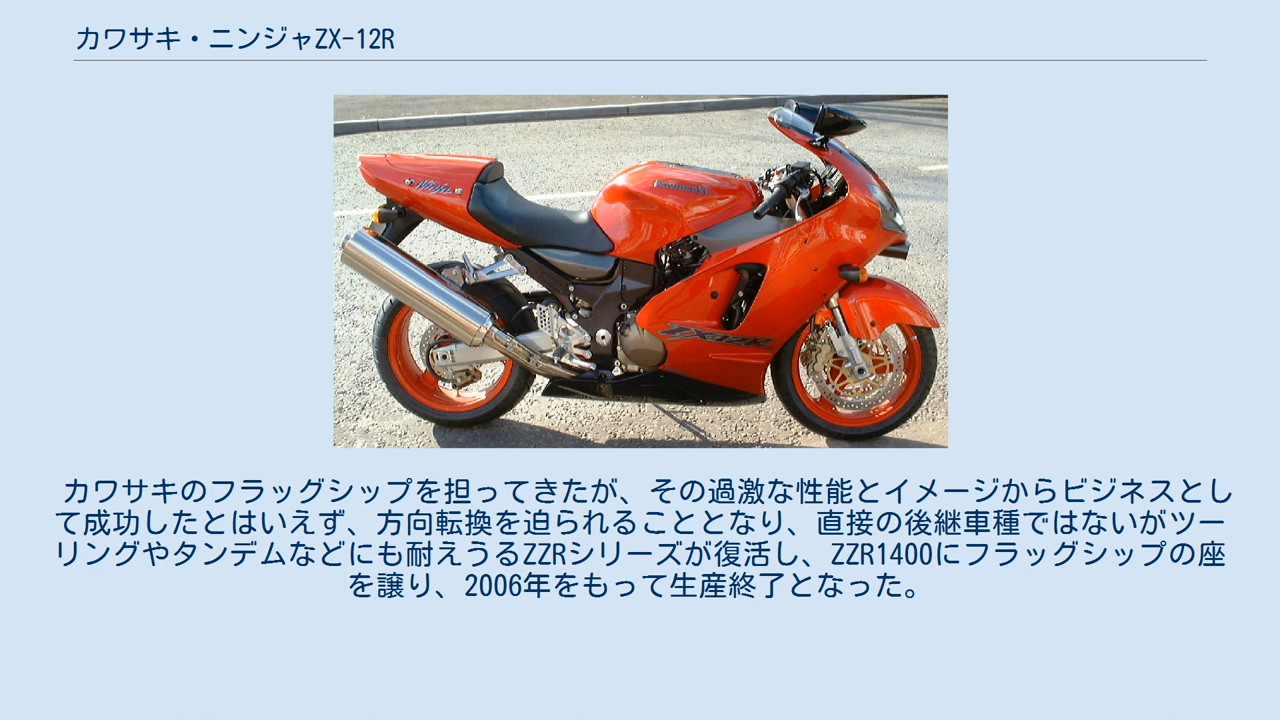 カワサキ・ニンジャZX-12R
Ninja
Kawasaki
ZX-12R
カワサキのフラッグシップを担ってきたが、その過激な性能とイメージからビジネスとし
て成功したとはいえず、方向転換を迫られることとなり、直接の後継車種ではないがツー
リングやタンデムなどにも耐えうるZZRシリーズが復活し、ZZR1400にフラッグシップの座
を譲り、2006年をもって生産終了となった。